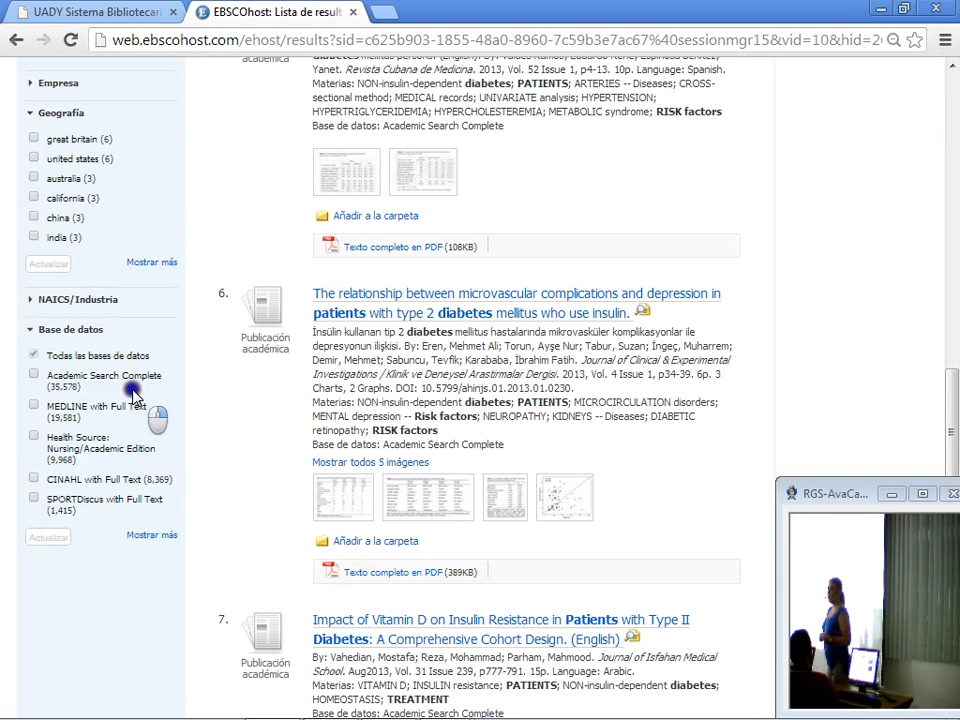 UADY Sistema Bibliotecari
EBSCOhost: Lista de result
web.ebscohost.com/ehost/results?sid=c625b903-1855-48a0-8960-7c59b3e7ac67%40sessionmgr15&vid=10&hid=2
Empresa
Geografía
great britain (6)
united states (6)
australia (3)
california (3)
china (3)
india (3)
Actualizar
Mostrar más
NAICS/Industria
Base de datos
Todas las bases de datos
Academic Search Complete
(35,578)
MEDLINE with Full Text
(19,581)
Health Source:
Nursing/Academic Edition
(9,968)
CINAHL with Full Text (8,369)
SPORTDiscus with Full Text
(1,415)
Actualizar
Mostrar más
académica
Yanet. Revista Cubana de Medicina. 2013, Vol. 52 Issue 1, p4-13. 10p. Language: Spanish.
Materias: NON-insulin-dependent diabetes; PATIENTS; ARTERIES -- Diseases; CROSS-
sectional method; MEDICAL records; UNIVARIATE analysis; HYPERTENSION;
HYPERTRIGLYCERIDEMIA; HYPERCHOLESTEREMIA; METABOLIC syndrome; RISK factors
Base de datos: Academic Search Complete
Añadir a la carpeta
Texto completo en PDF (108KB)
6.
Publicación
académica
The relationship between microvascular complications and depression in
patients with type 2 diabetes mellitus who use insulin.
İnsülin kullanan tip 2 diabetes mellitus hastalarında mikrovasküler komplikasyonlar ile
depresyonun ilişkisi. By: Eren, Mehmet Ali; Torun, Ayşe Nur; Tabur, Suzan; İngeç, Muharrem;
Demir, Mehmet; Sabuncu, Tevfik; Karababa, İbrahim Fatih. Journal of Clinical & Experimental
Investigations / Klinik ve Deneysel Arastirmalar Dergisi. 2013, Vol. 4 Issue 1, p34-39. 6p. 3
Charts, 2 Graphs. DOI: 10.5799/ahinjs.01.2013.01.0230.
Materias: NON-insulin-dependent diabetes; PATIENTS; MICROCIRCULATION disorders;
MENTAL depression -- Risk factors; NEUROPATHY; KIDNEYS -- Diseases; DIABETIC
retinopathy; RISK factors
Base de datos: Academic Search Complete
Mostrar todos 5 imágenes
Añadir a la carpeta
Texto completo en PDF (389KB)
7.
Publicación
académica
Impact of Vitamin D on Insulin Resistance in Patients with Type II
Diabetes: A Comprehensive Cohort Design. (English)
By: Vahedian, Mostafa; Reza, Mohammad; Parham, Mahmood. Journal of Isfahan Medical
School. Aug2013, Vol. 31 Issue 239, p777-791. 15p. Language: Arabic.
Materias: VITAMIN D; INSULIN resistance; PATIENTS; NON-insulin-dependent diabetes;
HOMEOSTASIS; TREATMENT
Base de datos: Academic Search Complete
RGS-AvaCa...